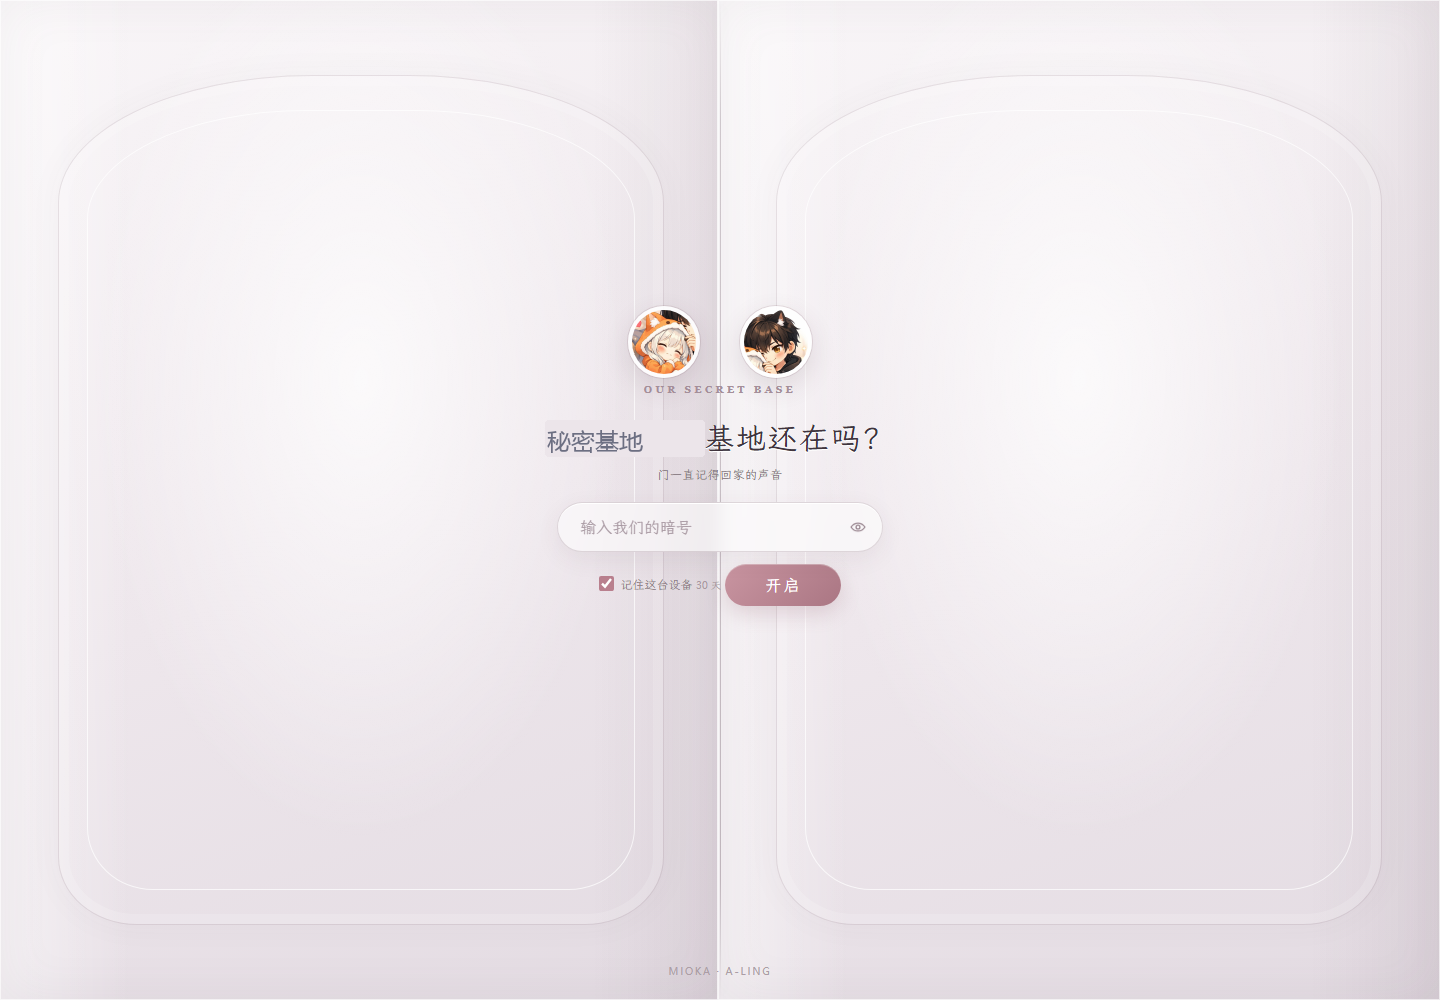 OUR SECRET BASE
秘密基地 基地还在吗?
门一直记得回家的声音
输入我们的暗号
记住这台设备 30 天 开启
MIOKA · A-LING